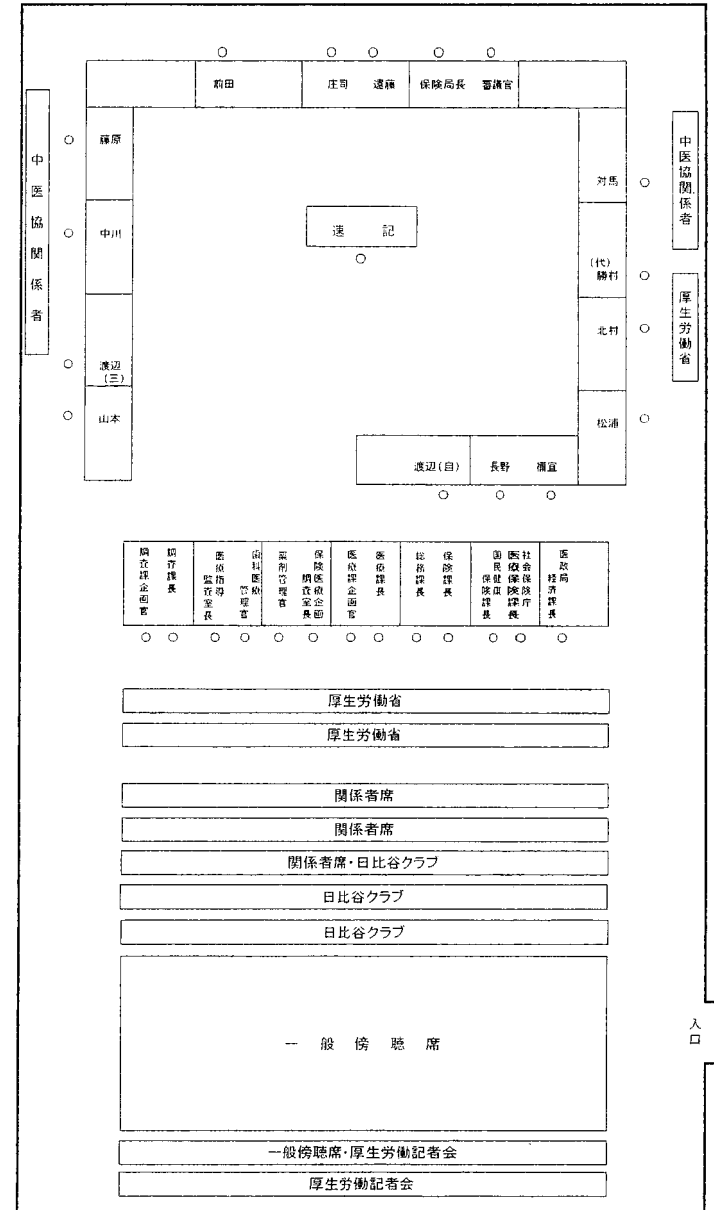 前田 庄司 遠藤 保険局長 審議官
中医協関係者
藤原
中川
渡辺
(三)
山本
速 記
対馬
(代)
勝村
北村
松浦
中医協関係者
厚生労働省
渡辺(自) 長野 禰宜
調査課企画官
調査課長
医療指導
監査室長
歯科医療
管理官
薬剤管理官
保険医療企画
調査室長
医療課企画官
医療課長
総務課長
保険課長
国民健康
保険課長
社会保険庁
医療保険課長
医政局
経済課長
厚生労働省
厚生労働省
関係者席
関係者席
関係者席・日比谷クラブ
日比谷クラブ
日比谷クラブ
一 般 傍 聴 席
入口
一般傍聴席・厚生労働記者会
厚生労働記者会